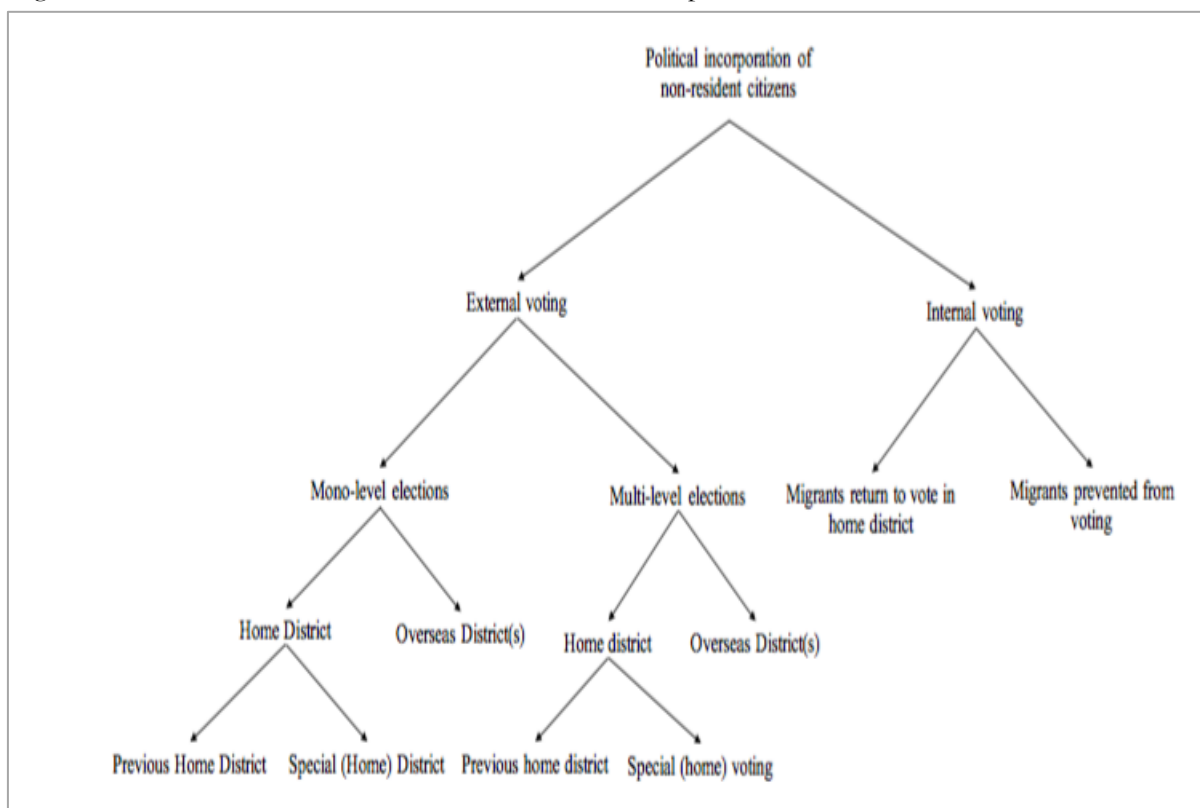 Political incorporation of
non-resident citizens
External voting
Internal voting
Mono-level elections
Multi-level elections
Migrants return to vote in
home district
Migrants prevented from
voting
Home District
Overseas District(s)
Home district
Overseas District(s)
Previous Home District
Special (Home) District
Previous home district
Special (home) voting